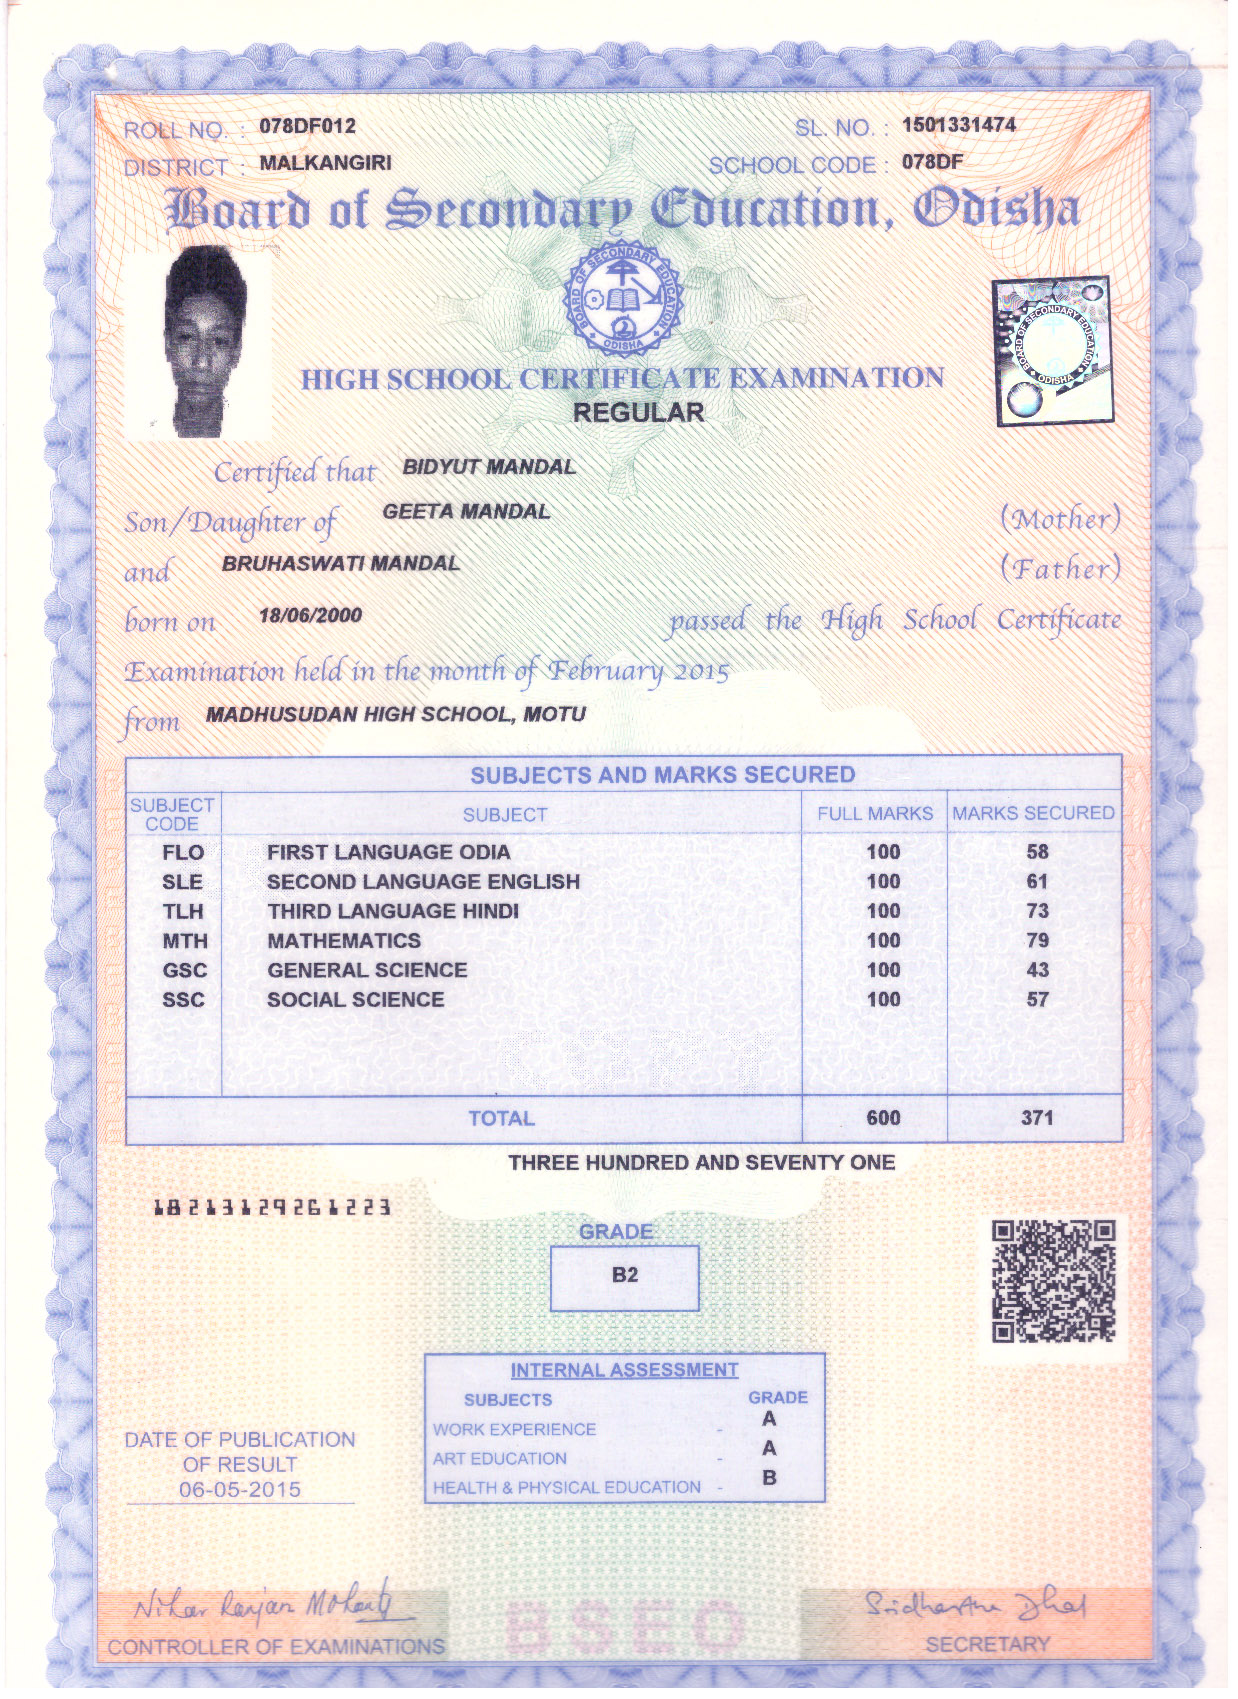 ROLL NO. : 078DF012 SL. NO. : 1501331474
DISTRICT : MALKANGIRI SCHOOL CODE : 078DF
Board of Secondary Education, Odisha
BOARD OF SECONDARY EDUCATION
ODISHA
BOARD OF SECONDARY EDUCATION
ODISHA
HIGH SCHOOL CERTIFICATE EXAMINATION
REGULAR
Certified that BIDYUT MANDAL
Son/Daughter of GEETA MANDAL (Mother)
and BRUHASWATI MANDAL (Father)
born on 18/06/2000 passed the High School Certificate
Examination held in the month of February 2015
from MADHUSUDAN HIGH SCHOOL, MOTU
SUBJECTS AND MARKS SECURED
SUBJECT CODE SUBJECT FULL MARKS MARKS SECURED
FLO FIRST LANGUAGE ODIA 100 58
SLE SECOND LANGUAGE ENGLISH 100 61
TLH THIRD LANGUAGE HINDI 100 73
MTH MATHEMATICS 100 79
GSC GENERAL SCIENCE 100 43
SSC SOCIAL SCIENCE 100 57
TOTAL 600 371
THREE HUNDRED AND SEVENTY ONE
18213129261223
GRADE
B2
INTERNAL ASSESSMENT
SUBJECTS GRADE
WORK EXPERIENCE - A
ART EDUCATION - A
HEALTH & PHYSICAL EDUCATION - B
DATE OF PUBLICATION
OF RESULT
06-05-2015
Nihar Ranjan Mohanty
CONTROLLER OF EXAMINATIONS
BSEO
Sridhartha Dhal
SECRETARY